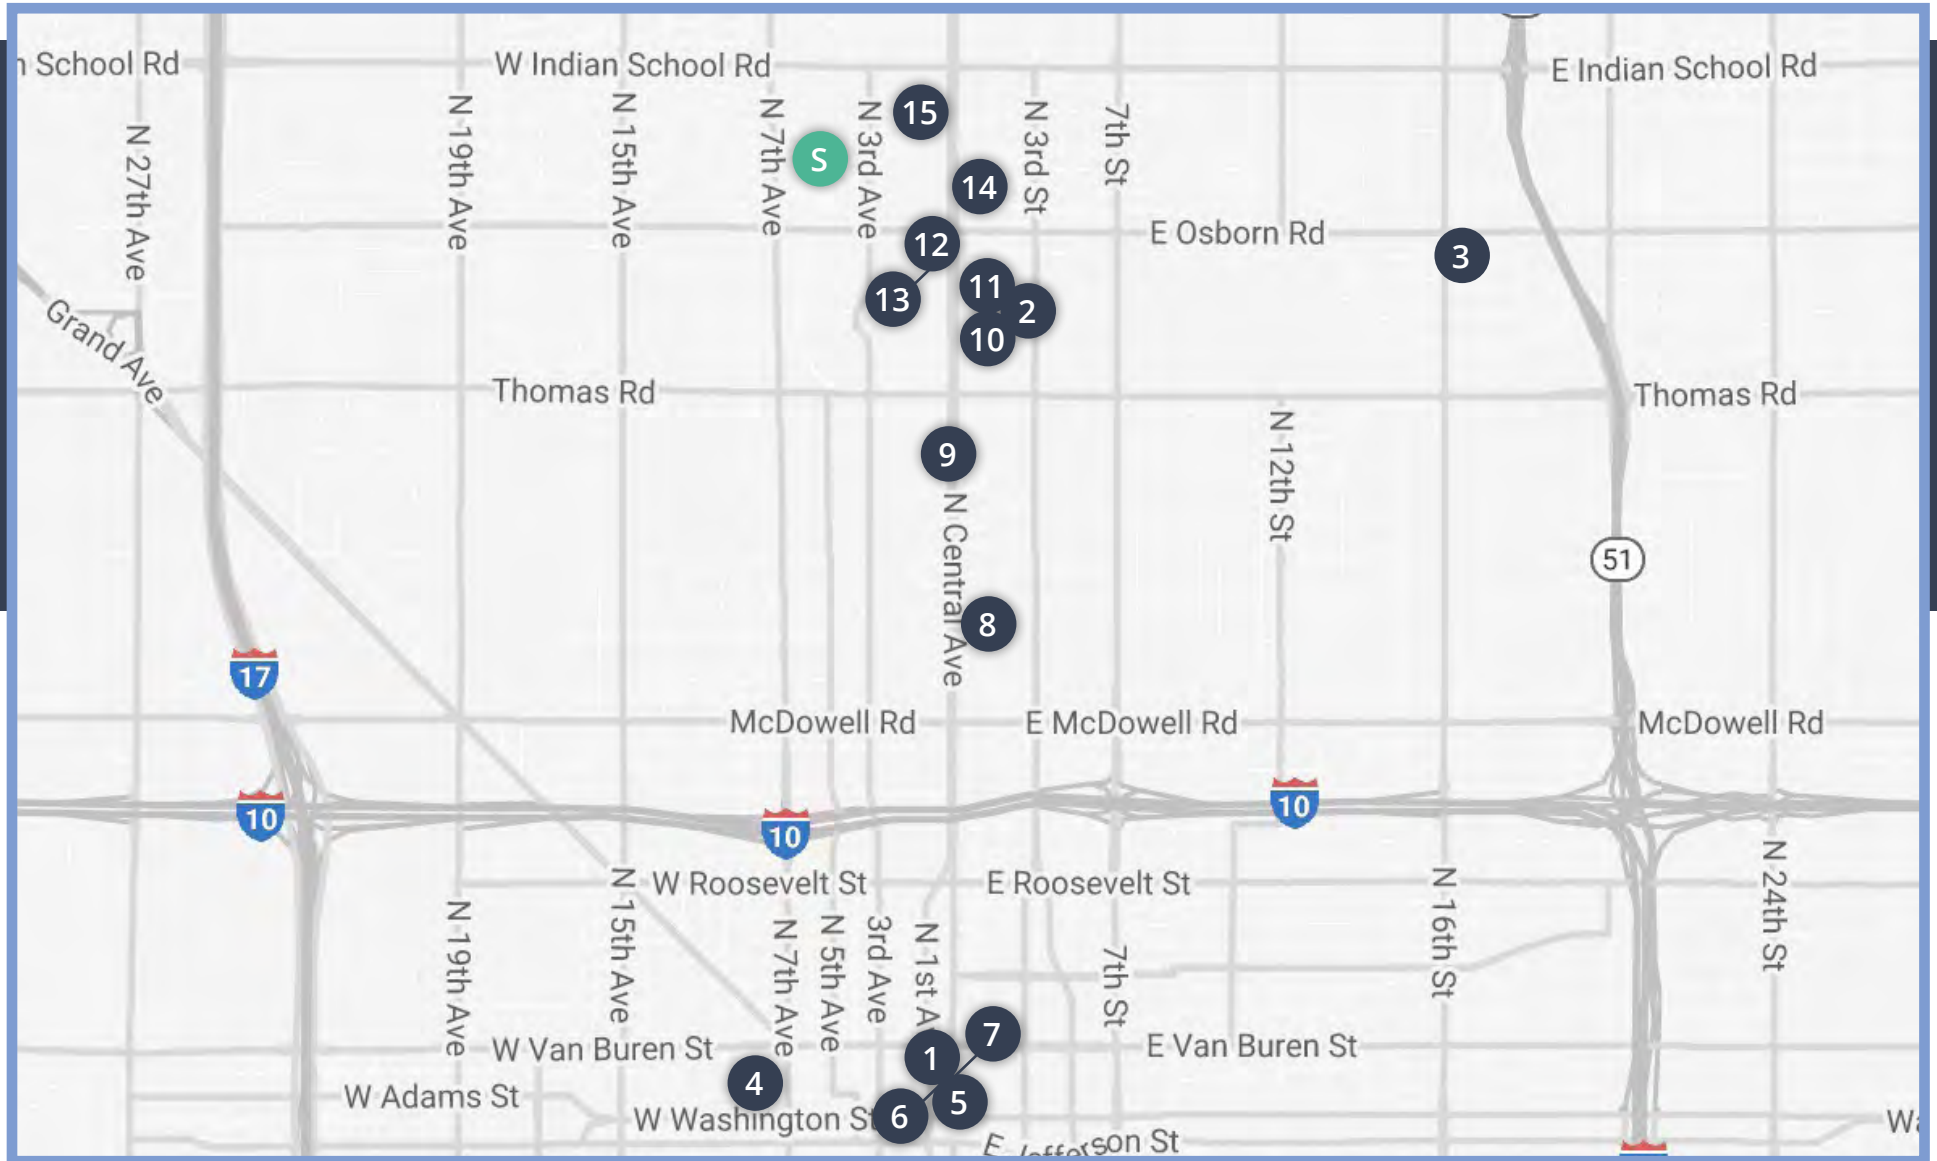 n School Rd
W Indian School Rd
E Indian School Rd
N 27th Ave
N 19th Ave
N 15th Ave
N 7th Ave
N 3rd Ave
N 3rd St
7th St
15
S
14
12
E Osborn Rd
3
11
13
2
10
Grand Ave
Thomas Rd
Thomas Rd
9
N 12th St
N Central Ave
51
8
17
McDowell Rd
E McDowell Rd
McDowell Rd
10
10
10
W Roosevelt St
E Roosevelt St
N 19th Ave
N 15th Ave
N 7th Ave
N 5th Ave
3rd Ave
N 1st A
7th St
N 16th St
N 24th St
7
W Van Buren St
1
E Van Buren St
4
W Adams St
5
W Washington St
6
Wa
E Jefferson St